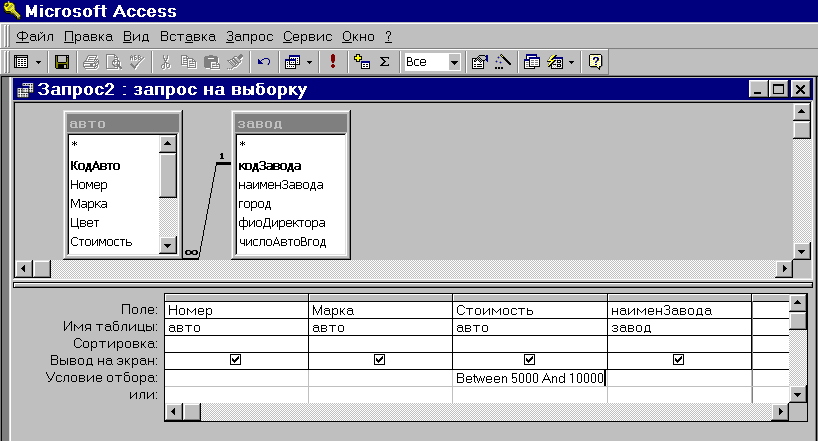 Microsoft Access
Файл Правка Вид Вставка Запрос Сервис Окно ?
Все
Запрос2 : запрос на выборку
авто завод
* *
КодАвто 1 кодЗавода
Номер наименЗавода
Марка город
Цвет фиоДиректора
Стоимость ∞ числоАвтоВгод
Поле: Номер Марка Стоимость наименЗавода
Имя таблицы: авто авто авто завод
Сортировка:
Вывод на экран:
Условие отбора: Between 5000 And 10000
или: